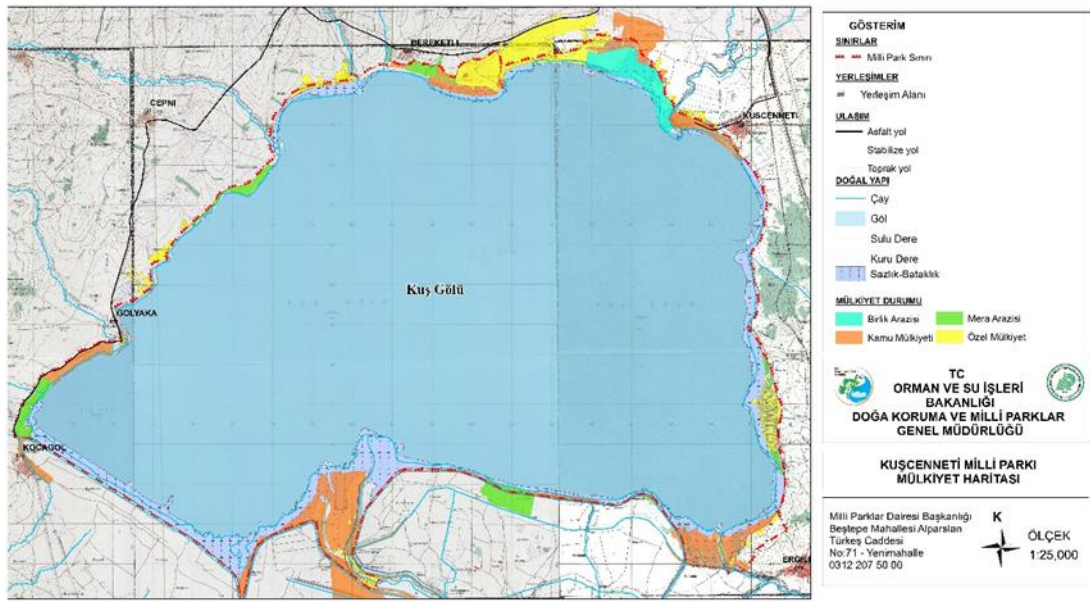 BEREKETLİ
ÇEPNİ
KUŞCENNETİ
Kuş Gölü
GÖLYAKA
KOCAGÖL
GÖSTERİM
SINIRLAR
Milli Park Sınırı
YERLEŞİMLER
Yerleşim Alanı
ULAŞIM
Asfalt yol
Stabilize yol
Toprak yol
DOĞAL YAPI
Çay
Göl
Sulu Dere
Kuru Dere
Sazlık-Bataklık
MÜLKİYET DURUMU
Birlik Arazisi Mera Arazisi
Kamu Mülkiyeti Özel Mülkiyet
TC
ORMAN VE SU İŞLERİ
BAKANLIĞI
DOĞA KORUMA VE MİLLİ PARKLAR
GENEL MÜDÜRLÜĞÜ
KUŞCENNETİ MİLLİ PARKI
MÜLKİYET HARİTASI
Milli Parklar Dairesi Başkanlığı
Beştepe Mahallesi Alparslan
Türkeş Caddesi
No:71 - Yenimahalle
0312 207 50 00
K
ÖLÇEK
1:25,000